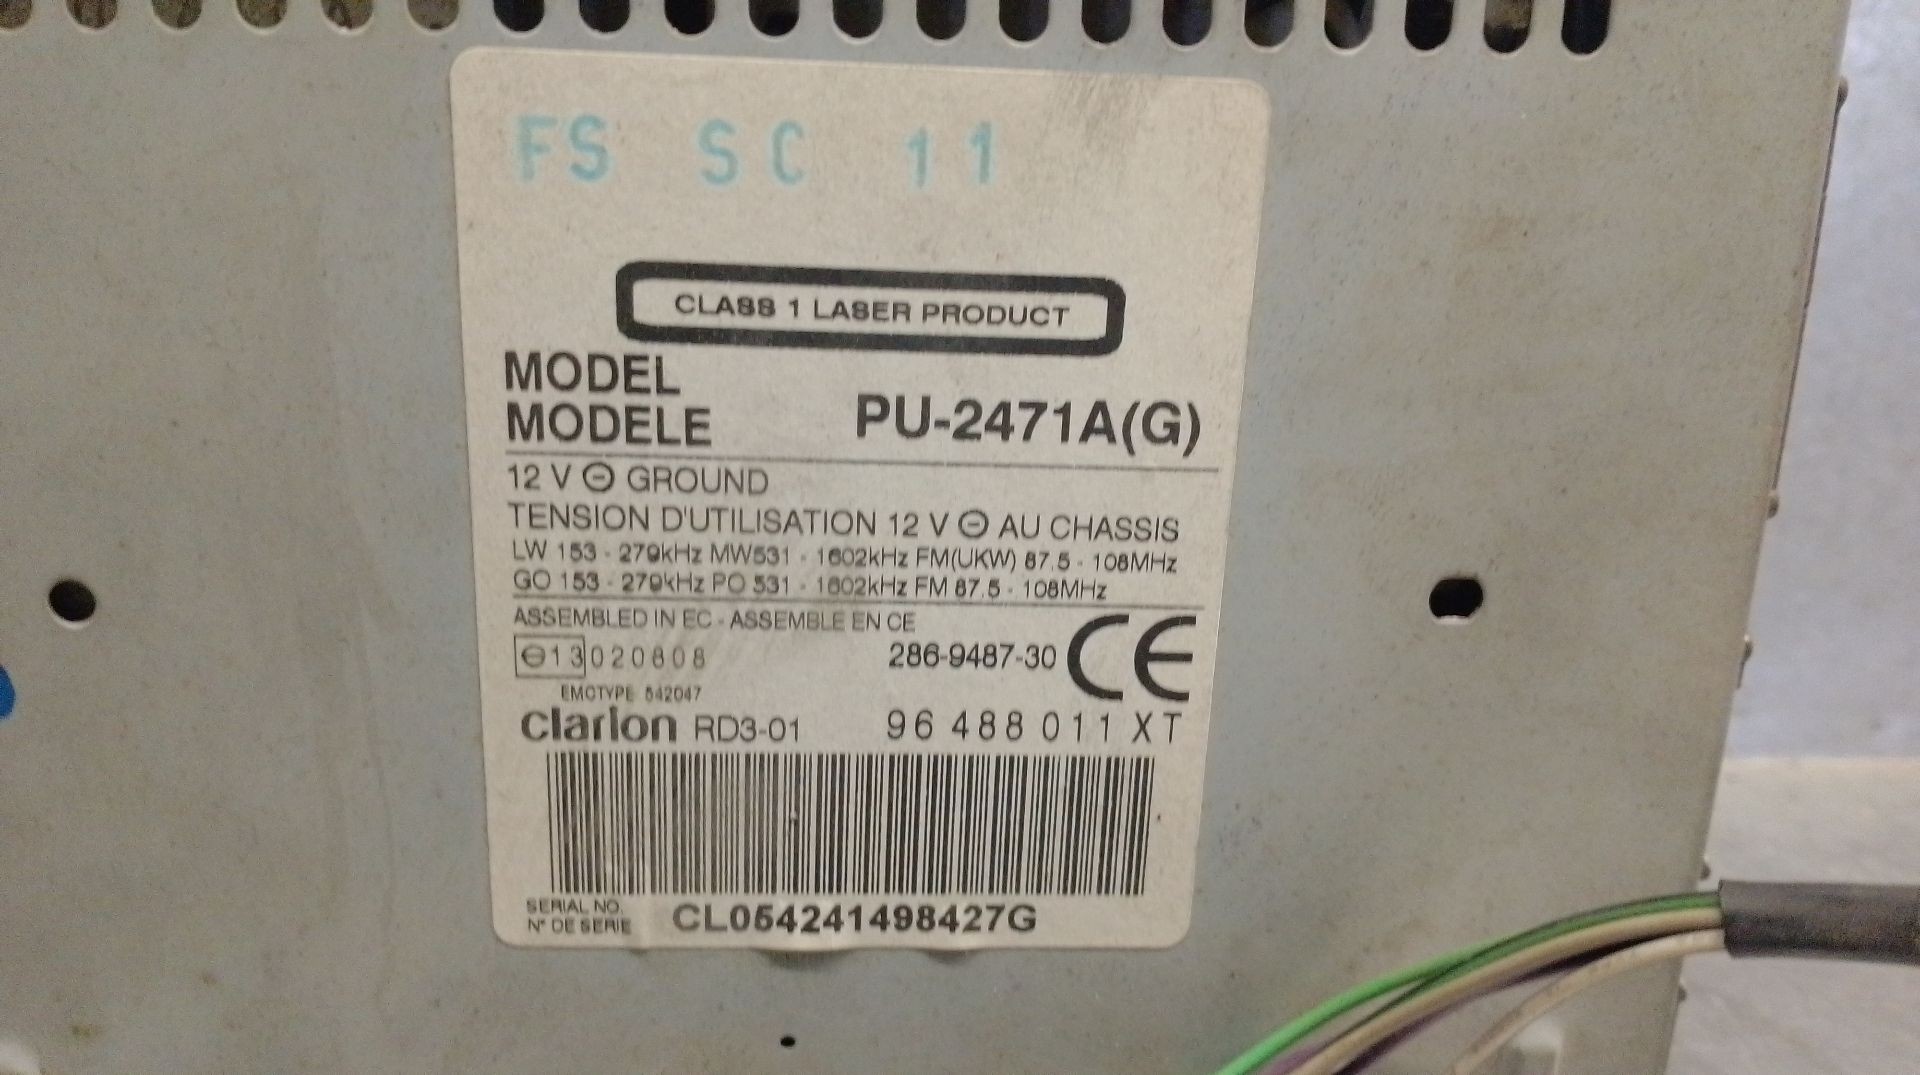 FS SC 11
CLASS 1 LASER PRODUCT
MODEL
MODELE PU-2471A(G)
12 V ⊖ GROUND
TENSION D'UTILISATION 12 V ⊖ AU CHASSIS
LW 153 - 279kHz MW531 - 1602kHz FM(UKW) 87.5 - 108MHz
GO 153 - 279kHz PO 531 - 1602kHz FM 87.5 - 108MHz
ASSEMBLED IN EC - ASSEMBLE EN CE
e13 020808 286-9487-30 CE
EMCTYPE 542047
clarion RD3-01 96 488 011 XT
SERIAL NO.
N° DE SERIE CL054241498427G